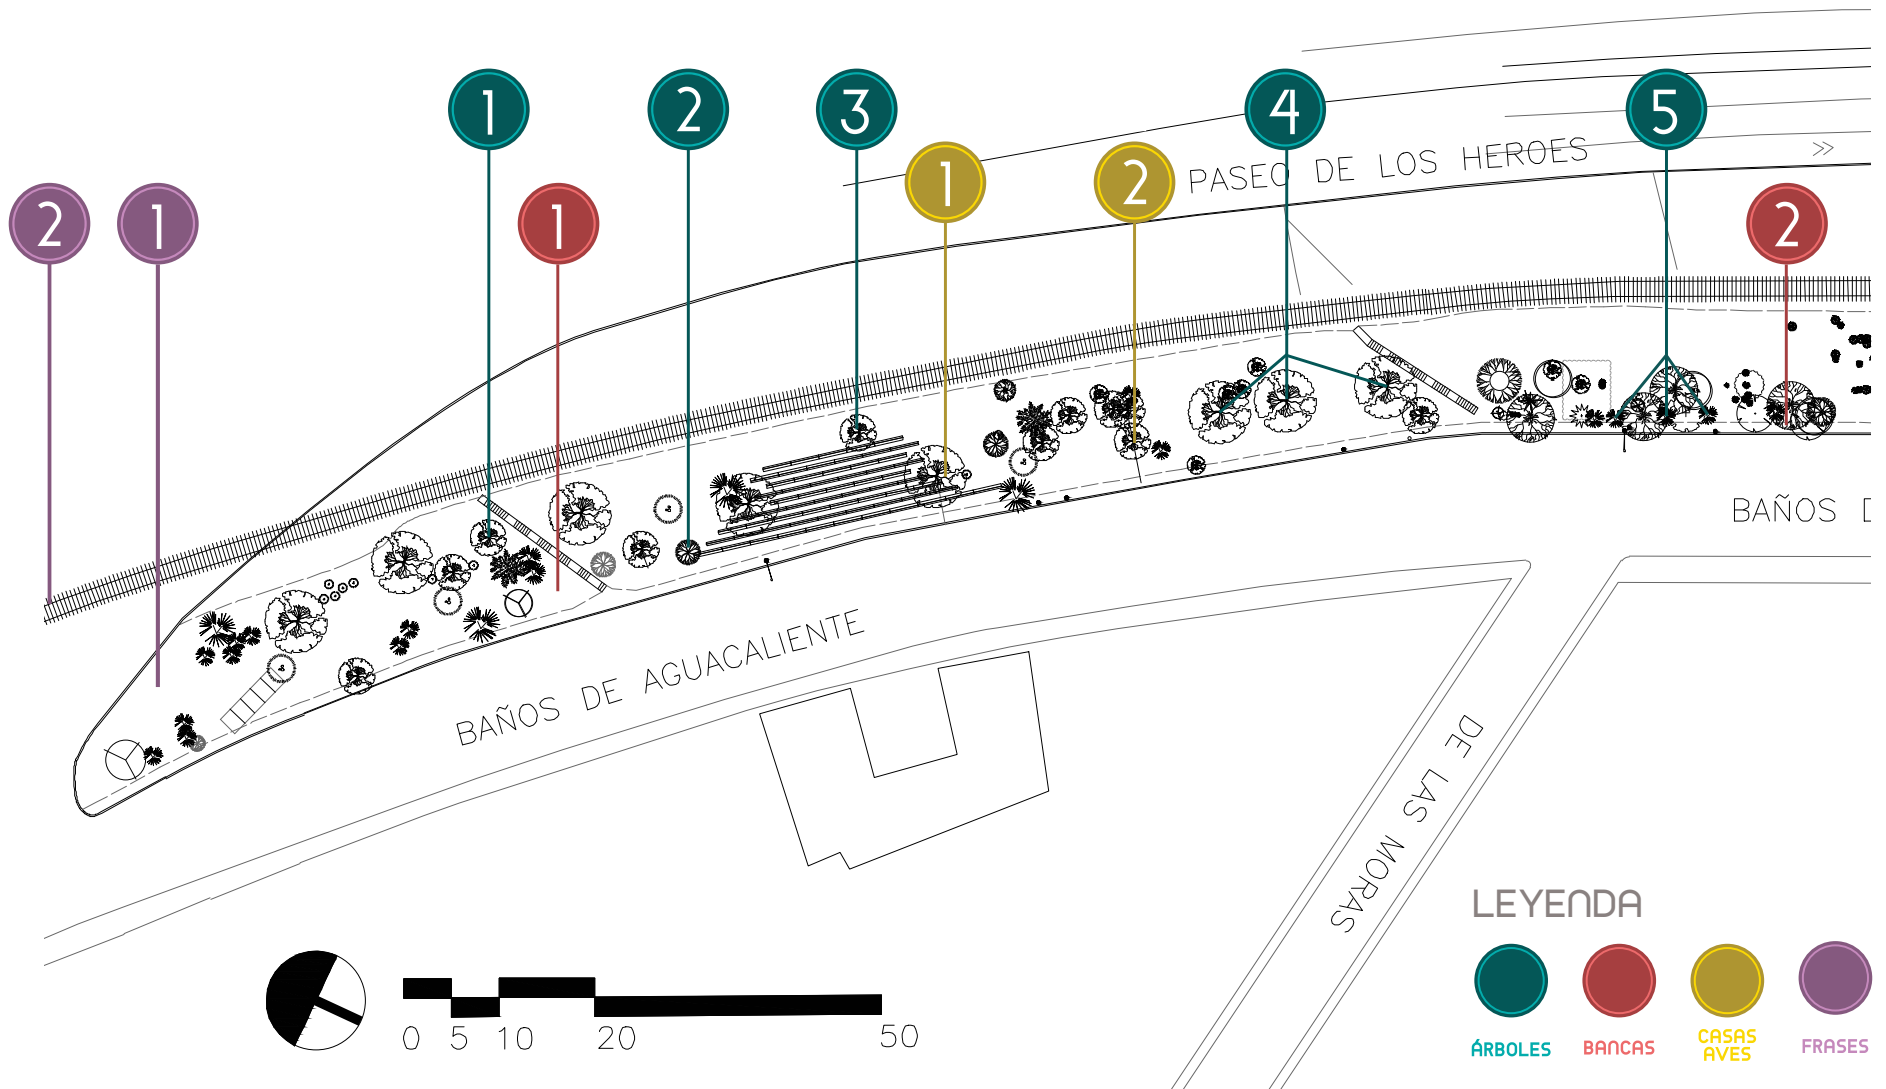 1
2
3
4
5
1
2
2
1
1
2
PASEO DE LOS HEROES
BAÑOS D
BAÑOS DE AGUACALIENTE
DE LAS MORAS
LEYENDA
ÁRBOLES
BANCAS
CASAS
AVES
FRASES
0 5 10 20 50